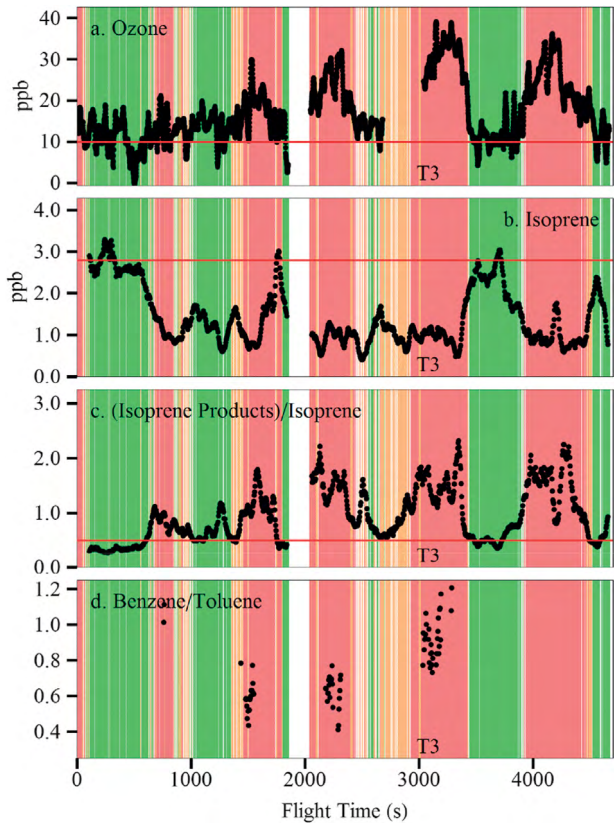 a. Ozone
40
30
20
10
0
ppb
T3
b. Isoprene
4.0
3.0
2.0
1.0
0.0
ppb
T3
c. (Isoprene Products)/Isoprene
3.0
2.0
1.0
0.0
T3
d. Benzone/Toluene
1.2
1.0
0.8
0.6
0.4
T3
0 1000 2000 3000 4000
Flight Time (s)